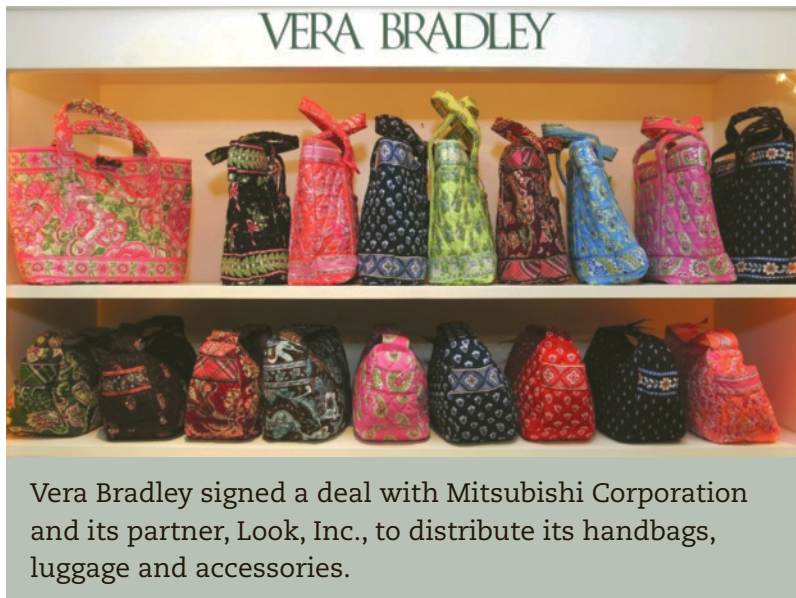 VERA BRADLEY
Vera Bradley signed a deal with Mitsubishi Corporation
and its partner, Look, Inc., to distribute its handbags,
luggage and accessories.